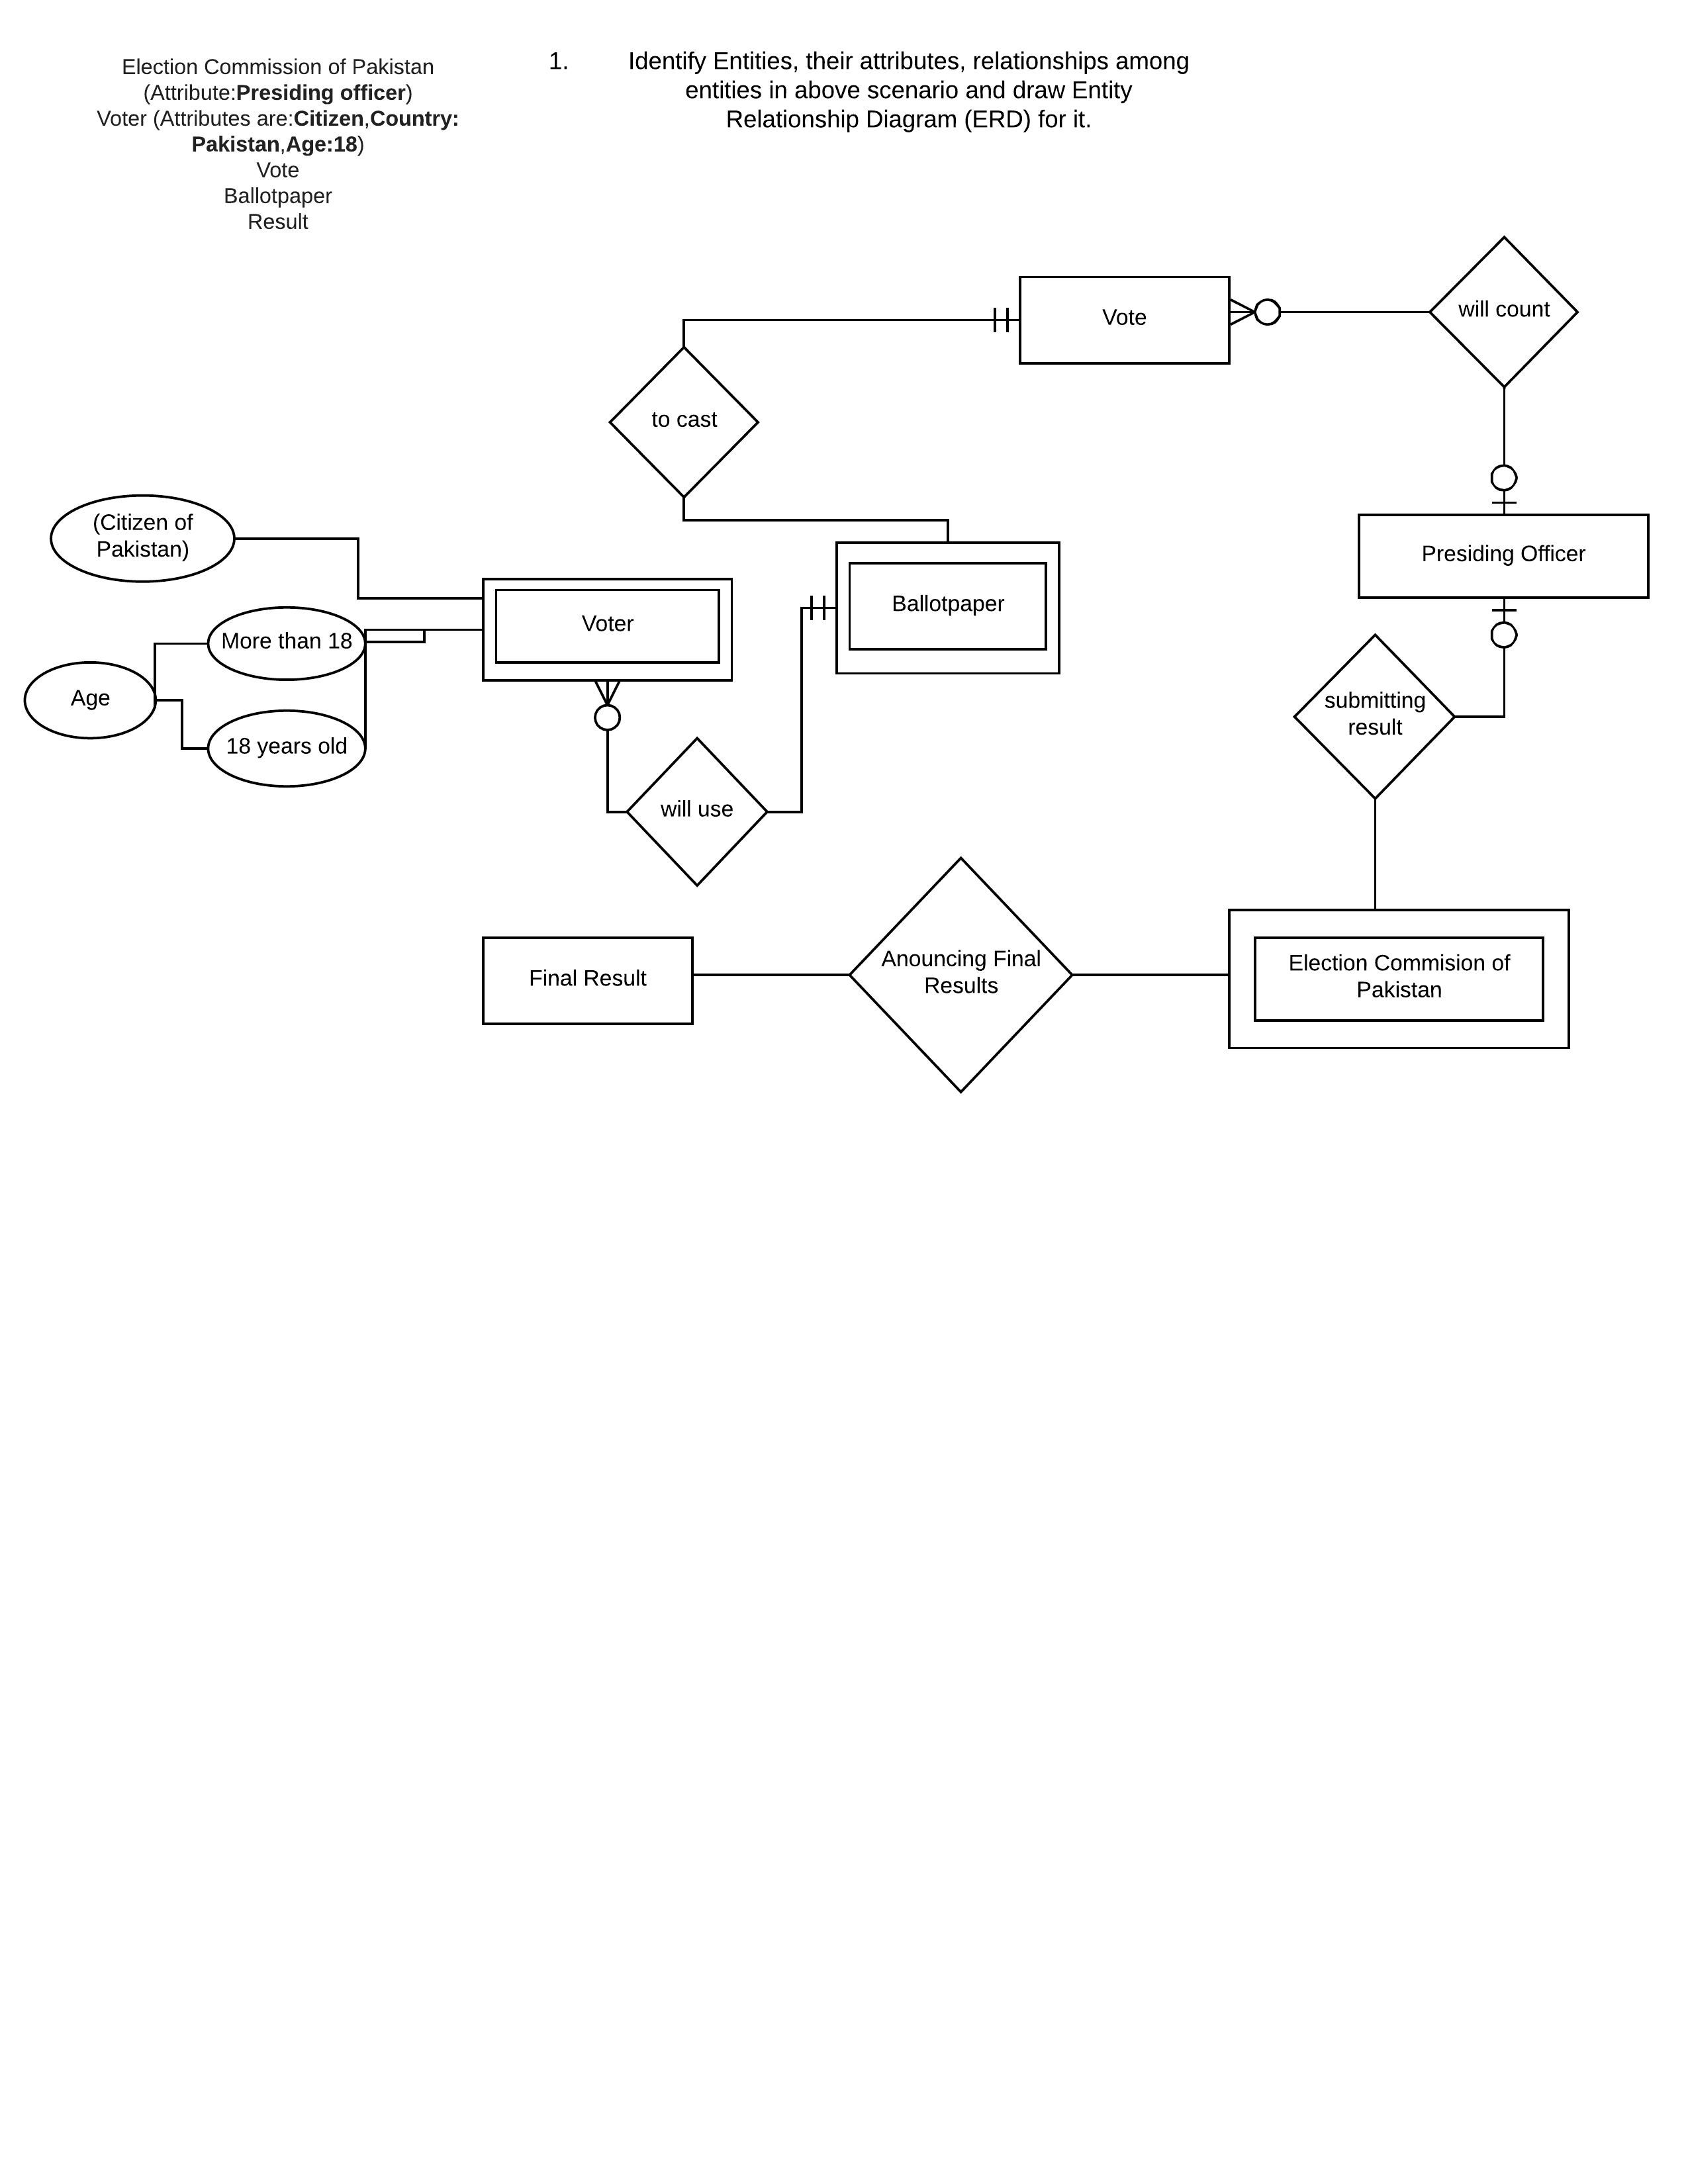 Election Commission of Pakistan
(Attribute:Presiding officer)
Voter (Attributes are:Citizen,Country:
Pakistan,Age:18)
Vote
Ballotpaper
Result
1. Identify Entities, their attributes, relationships among
entities in above scenario and draw Entity
Relationship Diagram (ERD) for it.
Vote
will count
to cast
(Citizen of
Pakistan)
Voter
Ballotpaper
Presiding Officer
More than 18
Age
18 years old
will use
submitting
result
Final Result
Anouncing Final
Results
Election Commision of
Pakistan